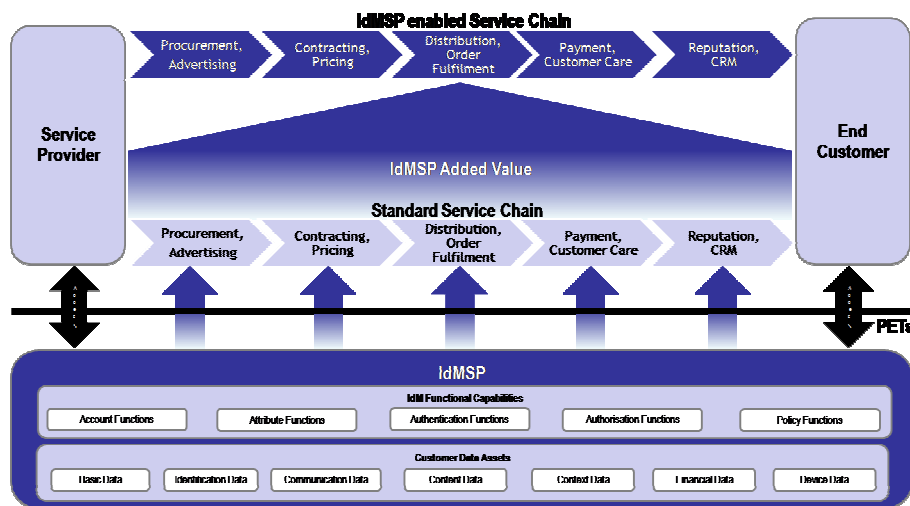 IdMSP enabled Service Chain
Procurement,
Advertising
Contracting,
Pricing
Distribution,
Order
Fulfilment
Payment,
Customer Care
Reputation,
CRM
Service
Provider
End
Customer
IdMSP Added Value
Standard Service Chain
Procurement,
Advertising
Contracting,
Pricing
Distribution,
Order
Fulfilment
Payment,
Customer Care
Reputation,
CRM
PETs
IdMSP
IdM Functional Capabilities
Account Functions
Attribute Functions
Authentication Functions
Authorisation Functions
Policy Functions
Customer Data Assets
Basic Data
Identification Data
Communication Data
Content Data
Context Data
Financial Data
Device Data